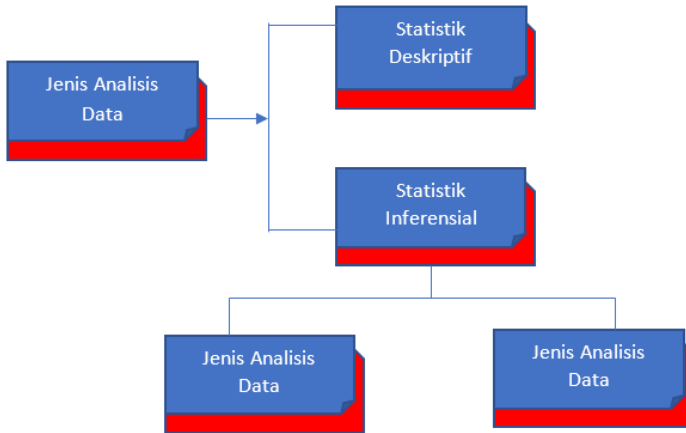 Statistik
Deskriptif
Jenis Analisis
Data
Statistik
Inferensial
Jenis Analisis
Data
Jenis Analisis
Data